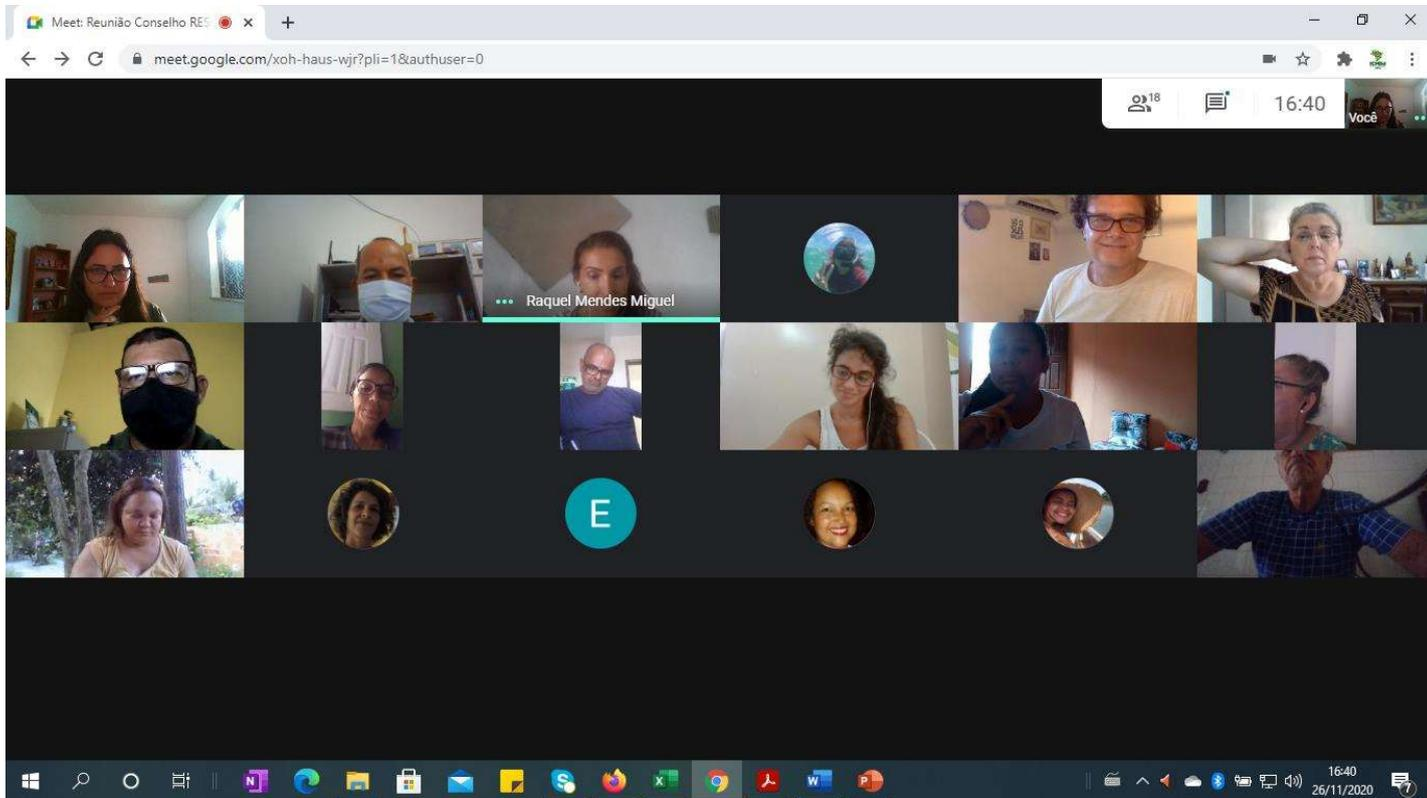 Meet: Reunião Conselho RES
meet.google.com/xoh-haus-wjr?pli=1&authuser=0
18
16:40
Você
Raquel Mendes Miguel
E
N
S
X
W
P
16:40
26/11/2020
7